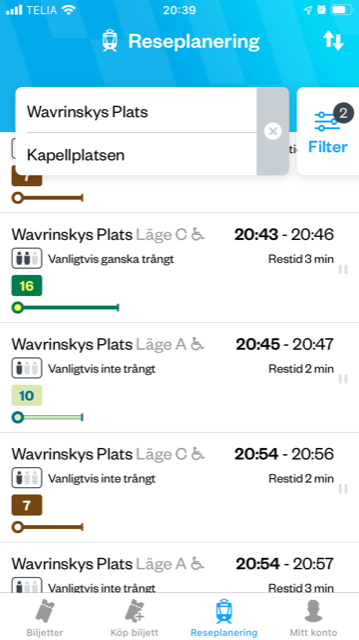 TELIA
20:39
Reseplanering
Wavrinskys Plats
Kapellplatsen
2
Filter
7
Wavrinskys Plats Läge C 20:43 - 20:46
Vanligtvis ganska trångt Restid 3 min
16
Wavrinskys Plats Läge A 20:45 - 20:47
Vanligtvis inte trångt Restid 2 min
10
Wavrinskys Plats Läge C 20:54 - 20:56
Vanligtvis inte trångt Restid 2 min
7
Wavrinskys Plats Läge A 20:54 - 20:57
Vanligtvis inte trångt Restid 3 min
Biljetter Köp biljett Reseplanering Mitt konto